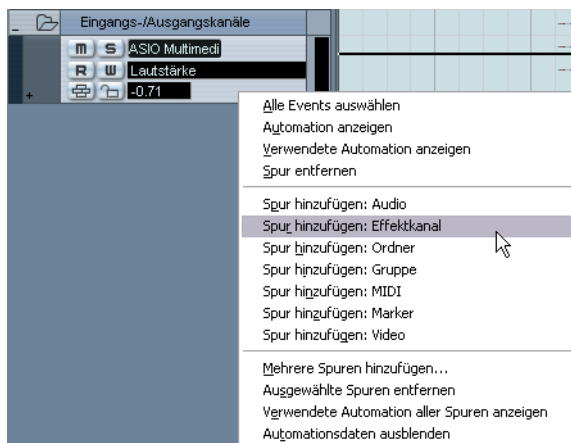 Eingangs-/Ausgangskanäle
m S ASIO Multimedi
R W Lautstärke
-0.71
+
Alle Events auswählen
Automation anzeigen
Verwendete Automation anzeigen
Spur entfernen
Spur hinzufügen: Audio
Spur hinzufügen: Effektkanal
Spur hinzufügen: Ordner
Spur hinzufügen: Gruppe
Spur hinzufügen: MIDI
Spur hinzufügen: Marker
Spur hinzufügen: Video
Mehrere Spuren hinzufügen...
Ausgewählte Spuren entfernen
Verwendete Automation aller Spuren anzeigen
Automationsdaten ausblenden